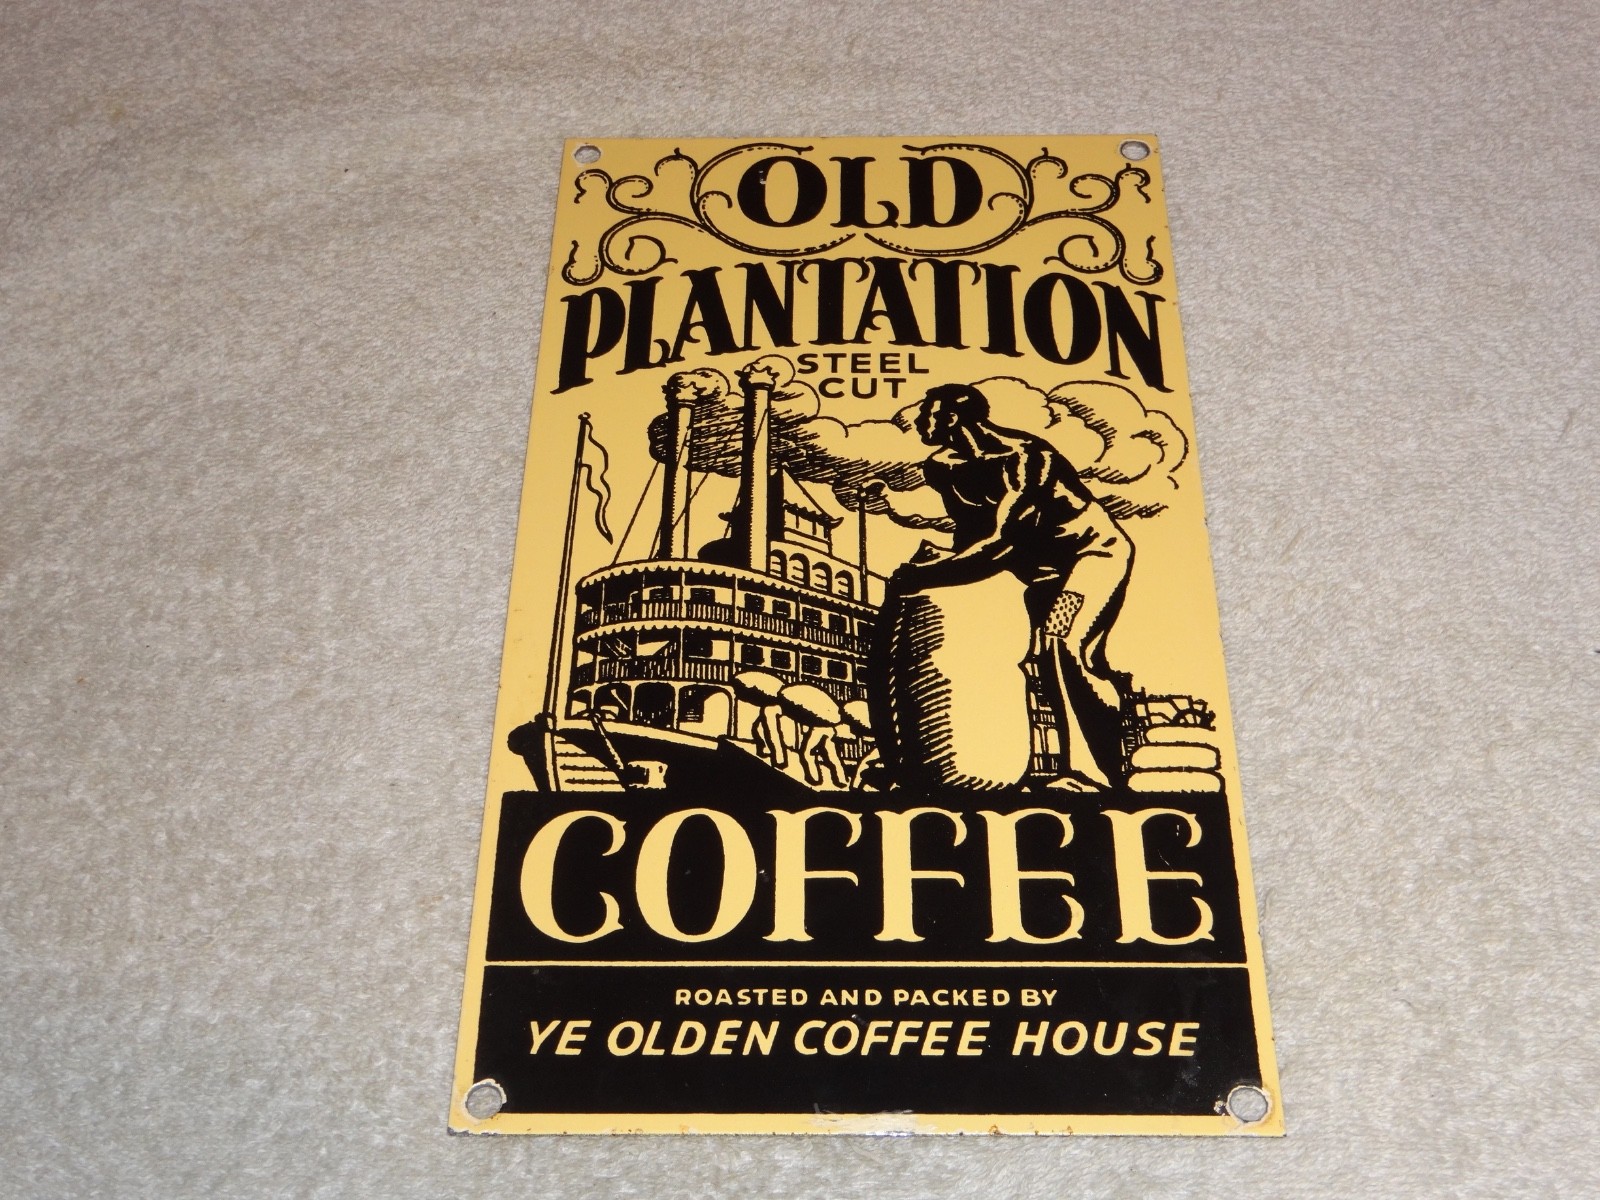 OLD
PLANTATION
STEEL
CUT
COFFEE
ROASTED AND PACKED BY
YE OLDEN COFFEE HOUSE